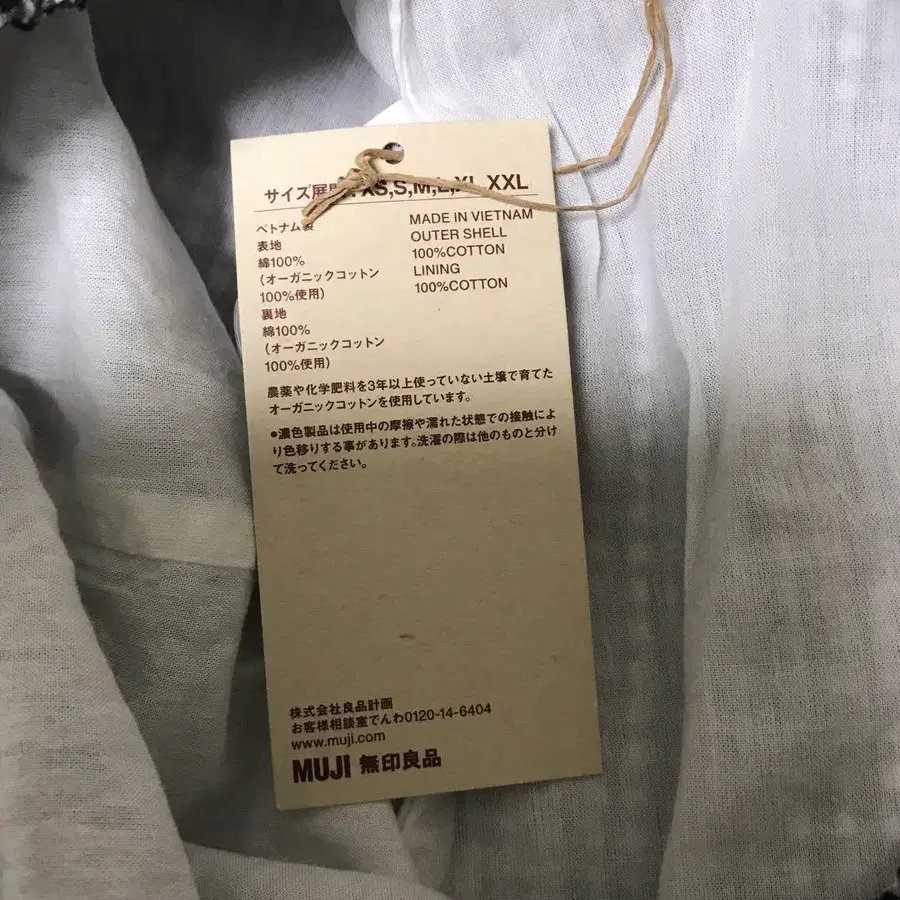 サイズ展開：XS,S,M,L,XL,XXL
ベトナム製
表地
綿100%
(オーガニックコットン
100%使用)
裏地
綿100%
(オーガニックコットン
100%使用)
MADE IN VIETNAM
OUTER SHELL
100%COTTON
LINING
100%COTTON
農薬や化学肥料を3年以上使っていない土壌で育てた
オーガニックコットンを使用しています。
●濃色製品は使用中の摩擦や濡れた状態での接触によ
り色移りする事があります。洗濯の際は他のものと分け
て洗ってください。
株式会社良品計画
お客様相談室でんわ0120-14-6404
www.muji.com
MUJI 無印良品